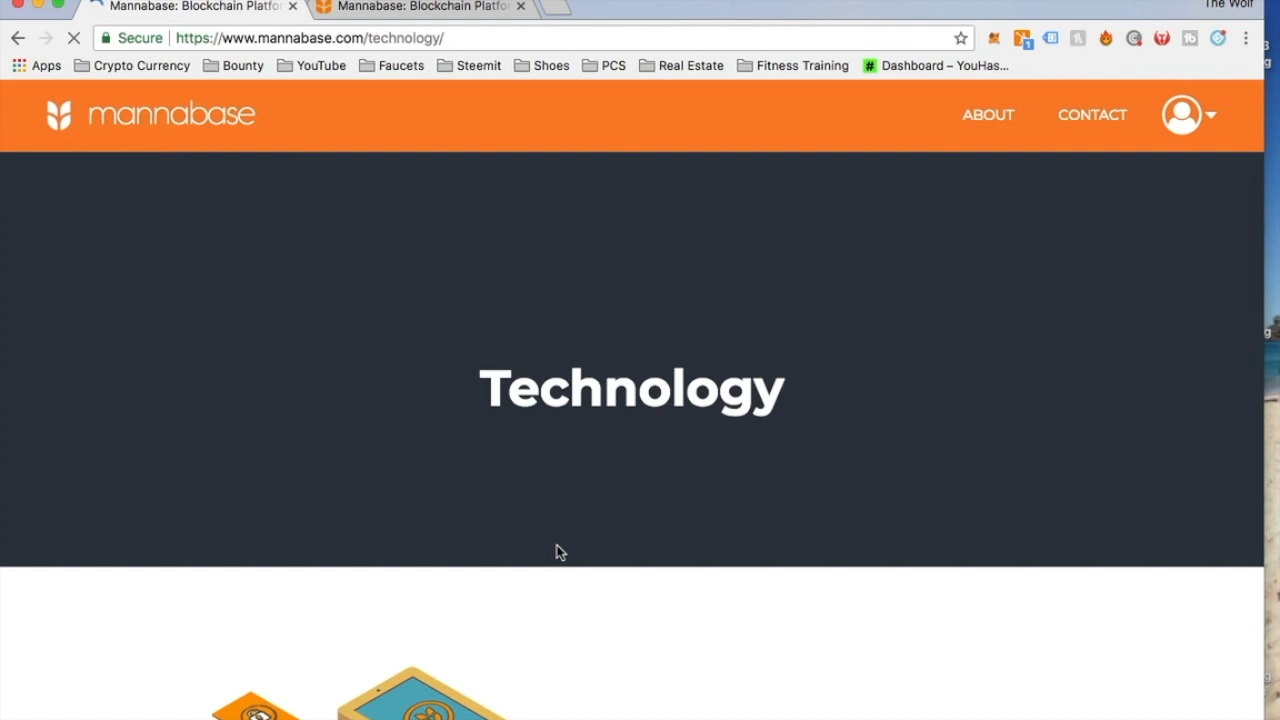 Mannabase: Blockchain Platfo
Mannabase: Blockchain Platfo
The Wolf
Secure
https://www.mannabase.com/technology/
1
Apps
Crypto Currency
Bounty
YouTube
Faucets
Steemit
Shoes
PCS
Real Estate
Fitness Training
Dashboard – YouHas...
mannabase
ABOUT
CONTACT
Technology